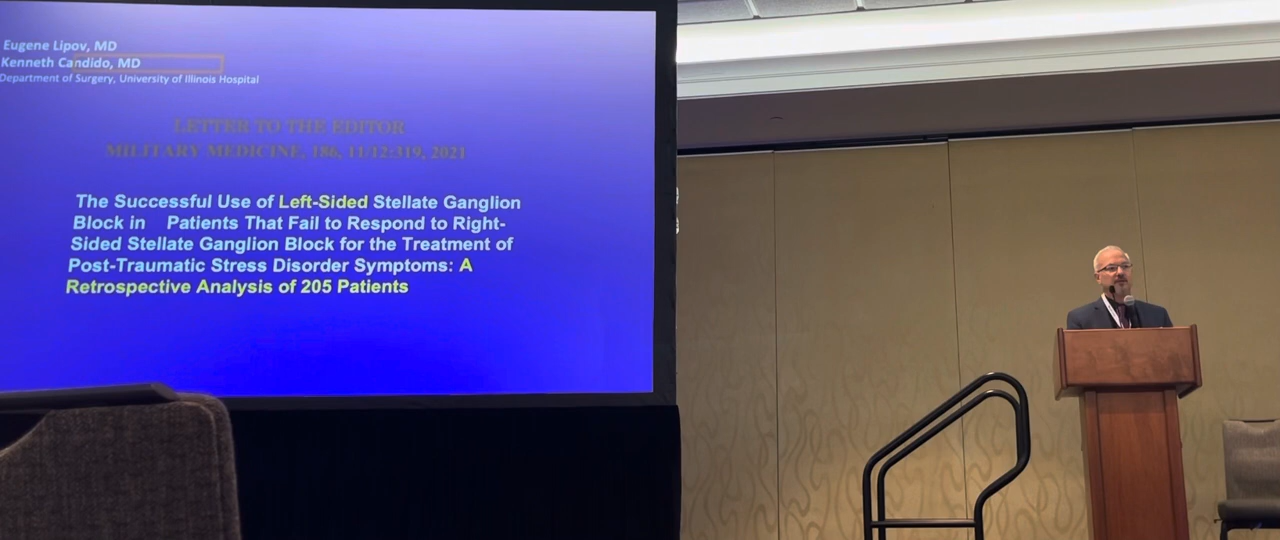 Eugene Lipov, MD
Kenneth Candido, MD
Department of Surgery, University of Illinois Hospital
LETTER TO THE EDITOR
MILITARY MEDICINE, 186, 11/12:319, 2021
The Successful Use of Left-Sided Stellate Ganglion
Block in Patients That Fail to Respond to Right-
Sided Stellate Ganglion Block for the Treatment of
Post-Traumatic Stress Disorder Symptoms: A
Retrospective Analysis of 205 Patients